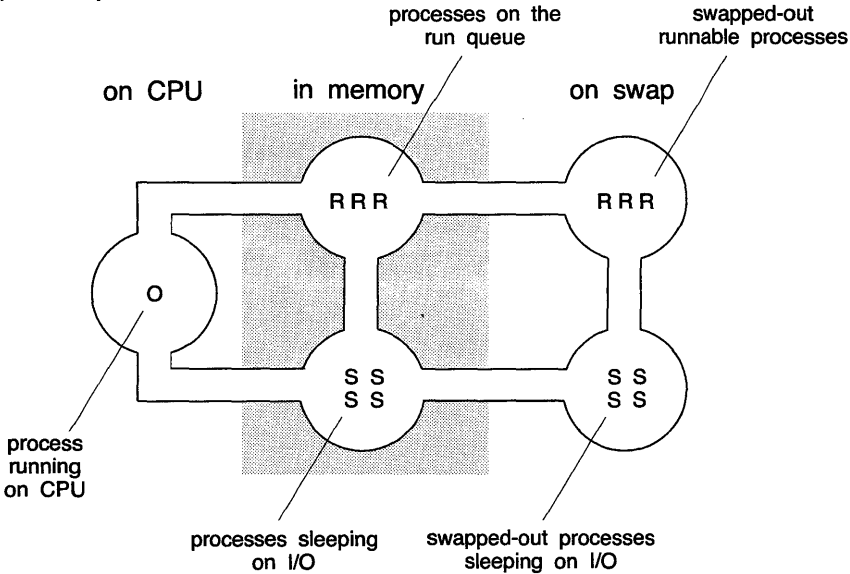 processes on the
run queue
swapped-out
runnable processes
on CPU
in memory
on swap
R R R
R R R
O
S S
S S
S S
S S
process
running
on CPU
processes sleeping
on I/O
swapped-out processes
sleeping on I/O